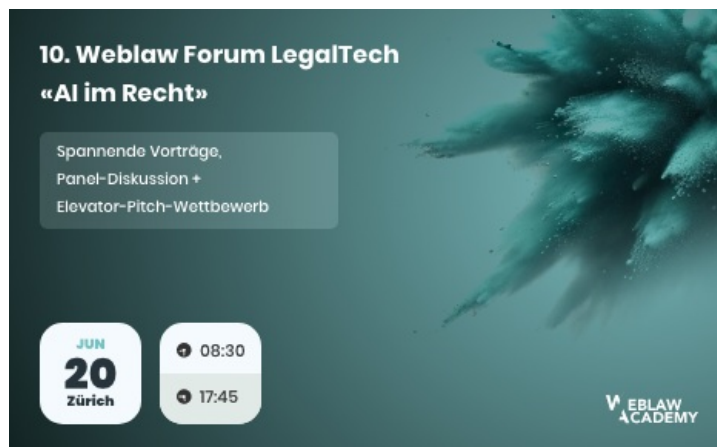 10. Weblaw Forum LegalTech
«AI im Recht»
Spannende Vorträge,
Panel-Diskussion +
Elevator-Pitch-Wettbewerb
JUN
20
Zürich
08:30
17:45
WEBLAW
ACADEMY